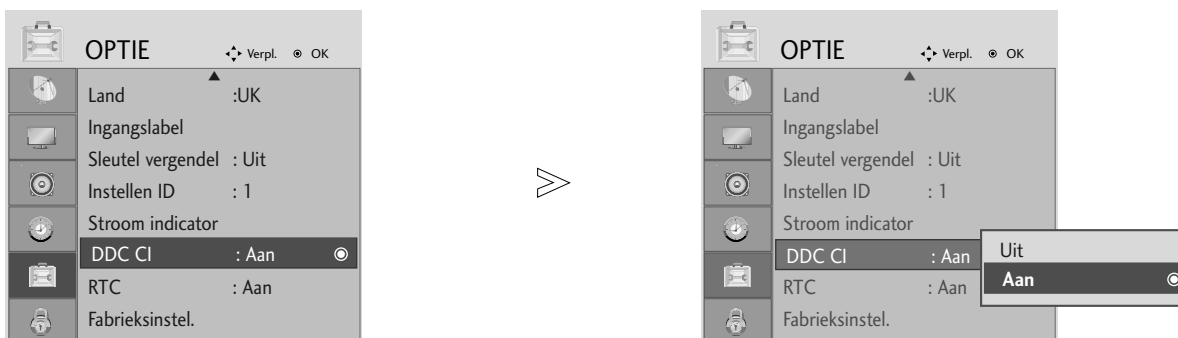 OPTIE Verpl. OK
Land :UK
Ingangslabel
Sleutel vergendel : Uit
Instellen ID : 1
Stroom indicator
DDC CI : Aan
RTC : Aan
Fabrieksinstel.
OPTIE Verpl. OK
Land :UK
Ingangslabel
Sleutel vergendel : Uit
Instellen ID : 1
Stroom indicator
DDC CI : Aan
RTC : Aan
Fabrieksinstel.
Uit
Aan